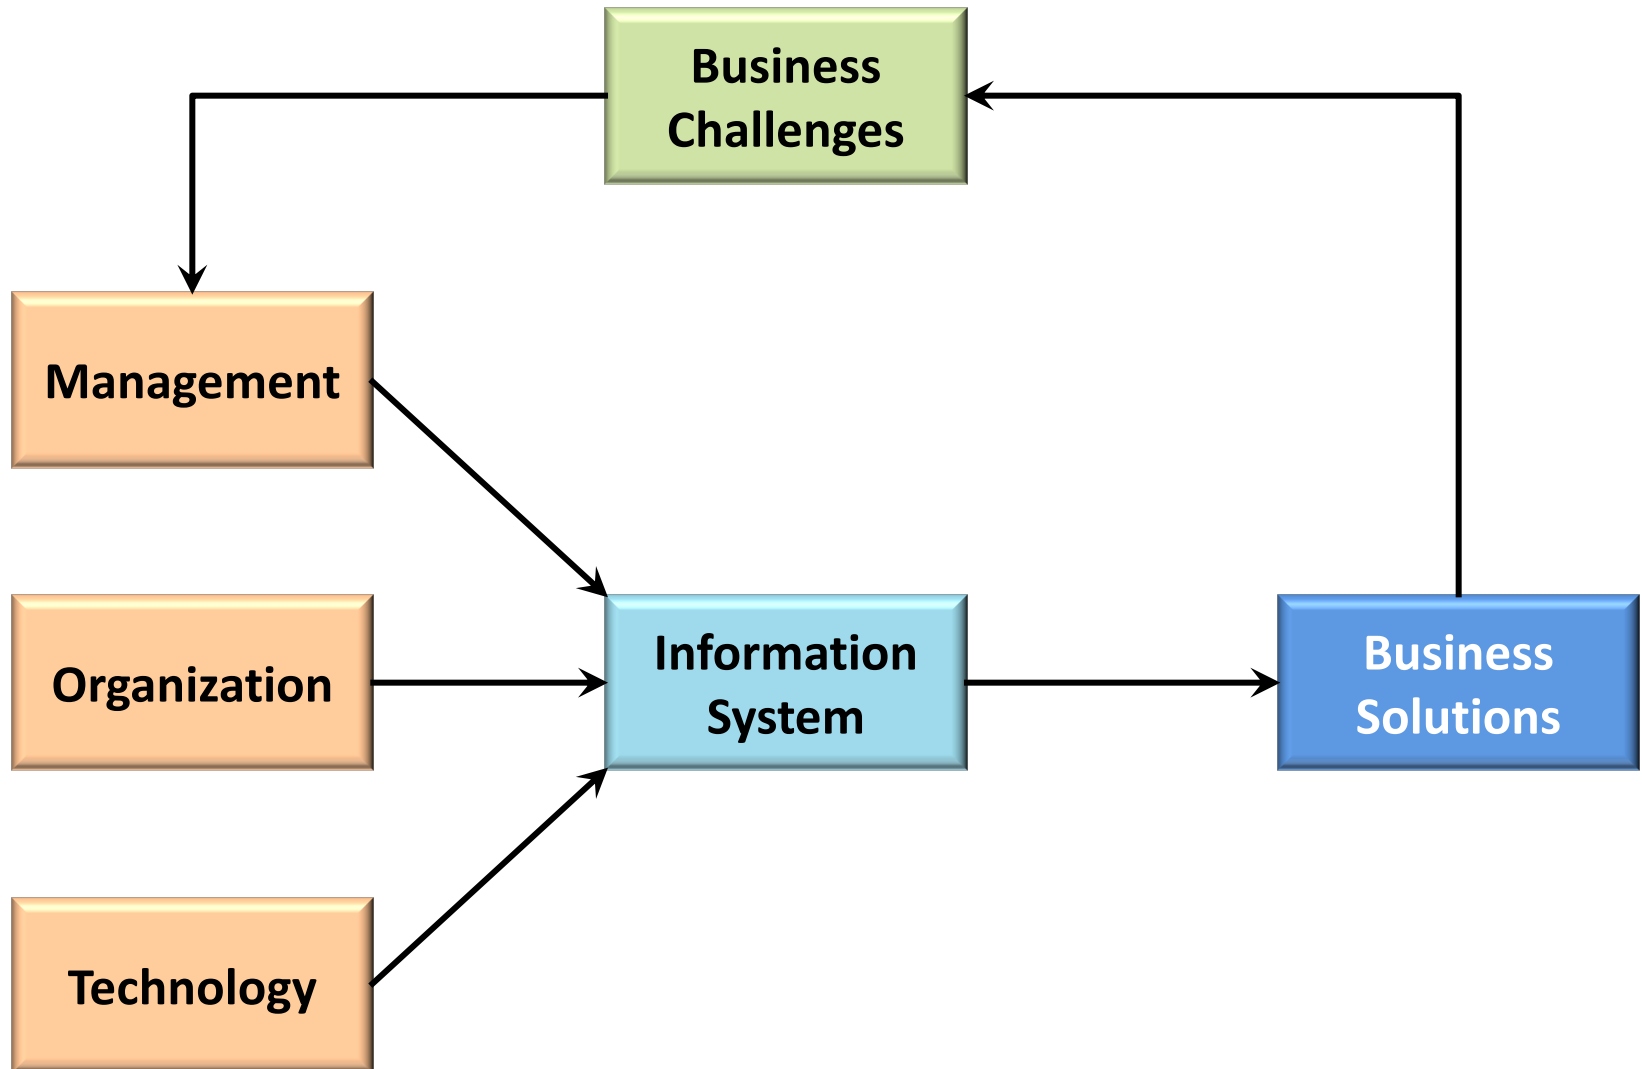 Business
Challenges
Management
Organization
Information
System
Business
Solutions
Technology